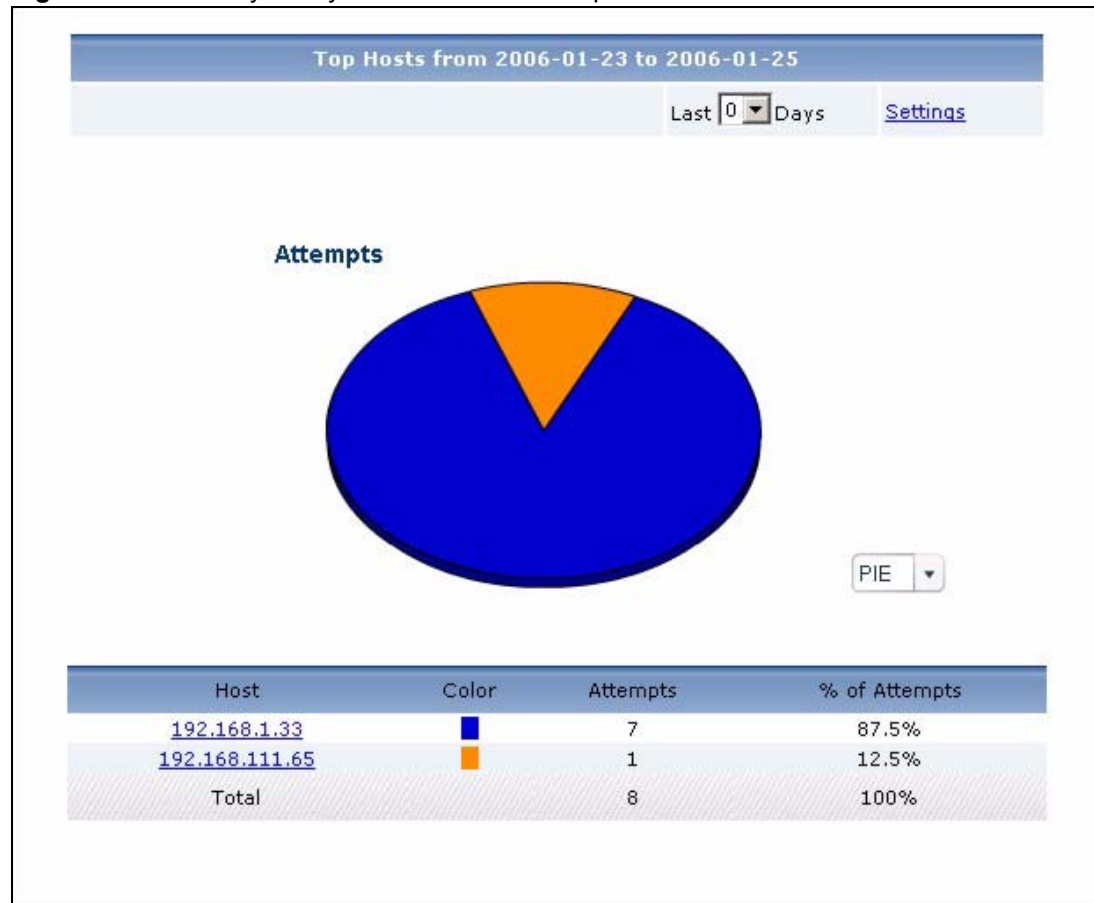 Top Hosts from 2006-01-23 to 2006-01-25
Last 0 Days Settings
Attempts
PIE
Host Color Attempts % of Attempts
192.168.1.33 7 87.5%
192.168.111.65 1 12.5%
Total 8 100%